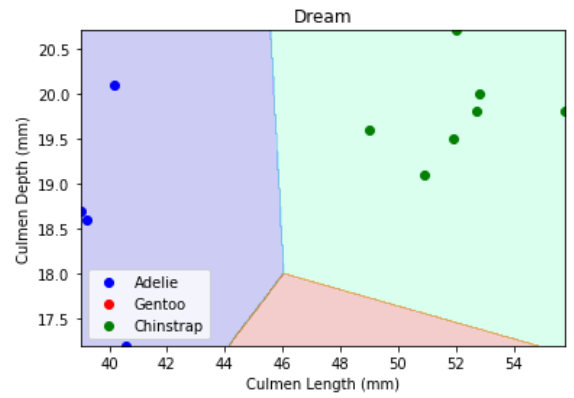 Dream
Culmen Depth (mm)
20.5
20.0
19.5
19.0
18.5
18.0
17.5
Adelie
Gentoo
Chinstrap
40 42 44 46 48 50 52 54
Culmen Length (mm)